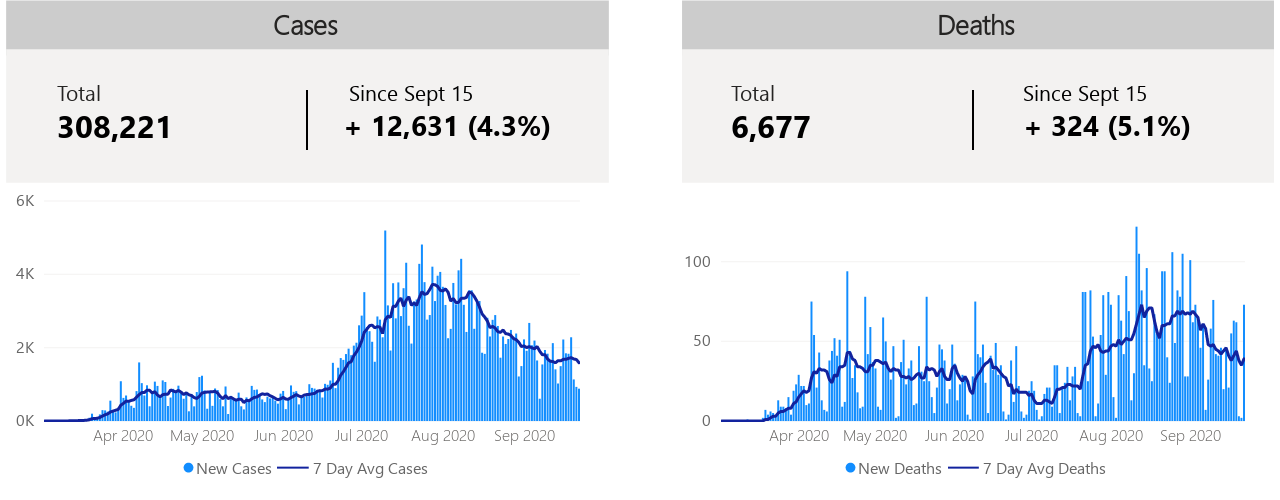 Cases
Total
Since Sept 15
308,221
+ 12,631 (4.3%)
6K
4K
2K
0K
Apr 2020
May 2020
Jun 2020
Jul 2020
Aug 2020
Sep 2020
New Cases
7 Day Avg Cases
Deaths
Total
Since Sept 15
6,677
+ 324 (5.1%)
100
50
0
Apr 2020
May 2020
Jun 2020
Jul 2020
Aug 2020
Sep 2020
New Deaths
7 Day Avg Deaths